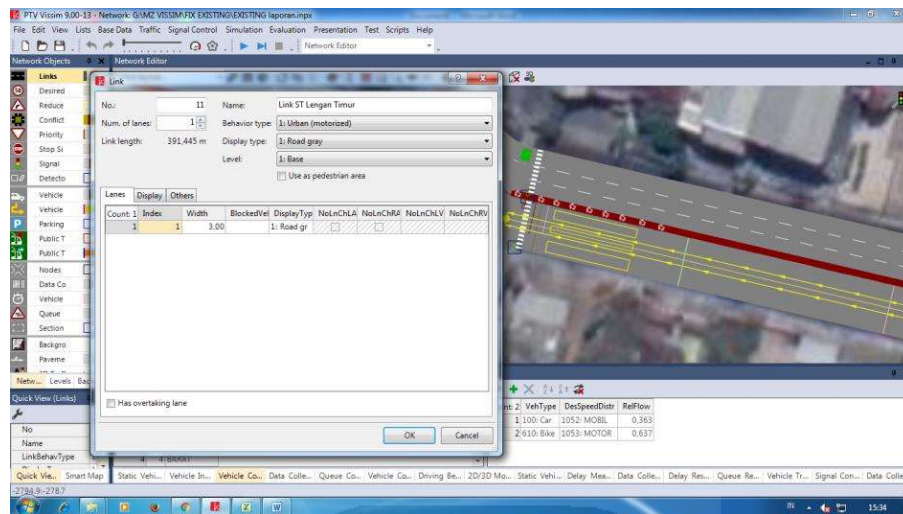 PTV Vissim 9.00-13 - Network: G:\MZ VISSIM\FIX EXISTING\EXISTING laporan.inpx
File Edit View Lists Base Data Traffic Signal Control Simulation Evaluation Presentation Test Scripts Help
Network Editor
Network Objects
Network Editor
Links
Desired
Reduce
Conflict
Priority
Stop Si
Signal
Detecto
Vehicle
Vehicle
Parking
Public T
Public T
Nodes
Data Co
Vehicle
Queue
Section
Backgro
Paveme
Netw... Levels Bac
Quick View (Links)
No
Name
LinkBehavType
Quick Vie... Smart Map
-2794.9:-278.7
Link
No.: 11 Name: Link ST Lengan Timur
Num. of lanes: 1 Behavior type: 1: Urban (motorized)
Link length: 391,445 m Display type: 1: Road gray
Level: 1: Base
Use as pedestrian area
Lanes Display Others
Count: 1 Index Width BlockedVel DisplayTyp NoLnChLA NoLnChRA NoLnChLV NoLnChRV
1 1 3,00 1: Road gr
Has overtaking lane
OK Cancel
4 4 BARAT
nt: 2 VehType DesSpeedDistr RelFlow
1 100: Car 1052: MOBIL 0,363
2 610: Bike 1053: MOTOR 0,637
Static Vehi... Vehicle In... Vehicle Co... Data Colle... Queue Co... Vehicle Co... Driving Be... 2D/3D Mo... Static Vehi... Delay Mea... Data Colle... Delay Res... Queue Re... Vehicle Tr... Signal Con... Data Colle
IN 15:34